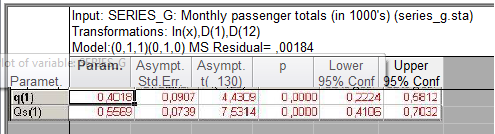 Input: SERIES_G: Monthly passenger totals (in 1000's) (series_g.sta)
Transformations: ln(x),D(1),D(12)
Model:(0,1,1)(0,1,0) MS Residual= ,00184
lot of variable: SERIES_G
Paramet. Param. Asympt. Std.Err. Asympt. t( 130) p Lower 95% Conf Upper 95% Conf
q(1) 0,4018 0,0907 4,4309 0,0000 0,2224 0,5812
Qs(1) 0,5569 0,0739 7,5314 0,0000 0,4106 0,7032